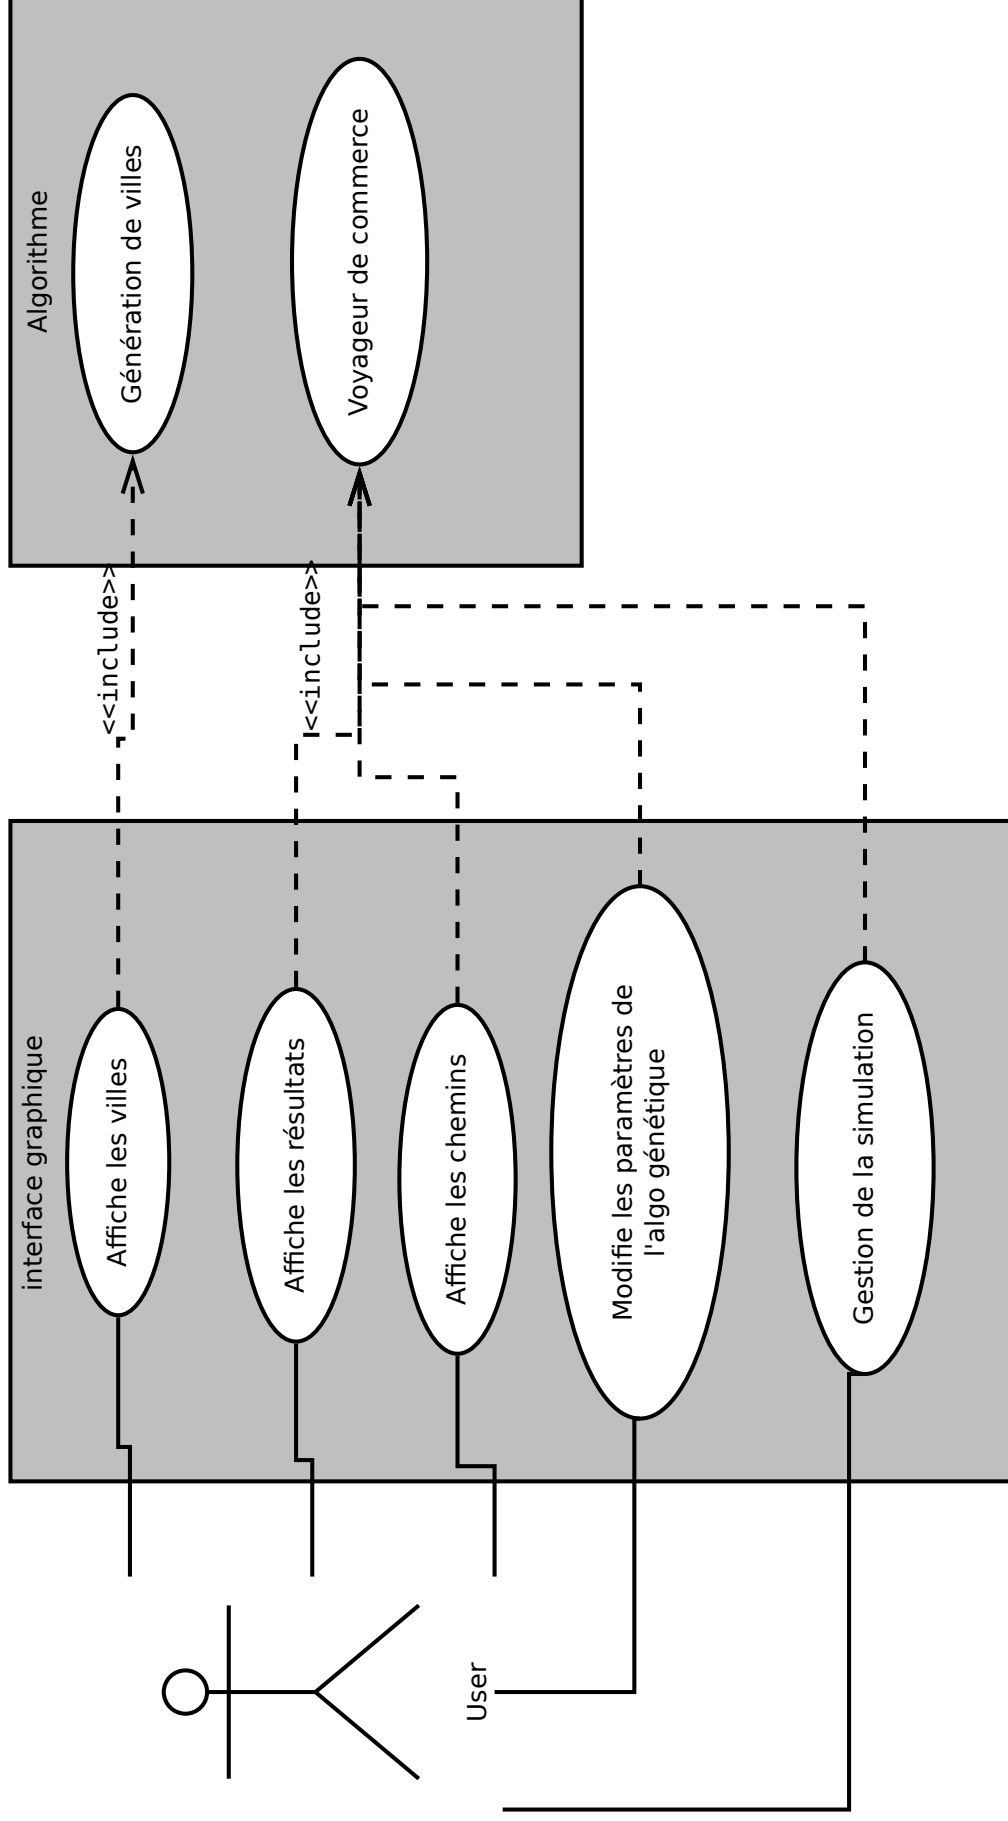 interface graphique
Affiche les villes
Affiche les résultats
Affiche les chemins
Modifie les paramètres de
l'algo génétique
Gestion de la simulation
User
<<include>>
<<include>>
Algorithme
Génération de villes
Voyageur de commerce